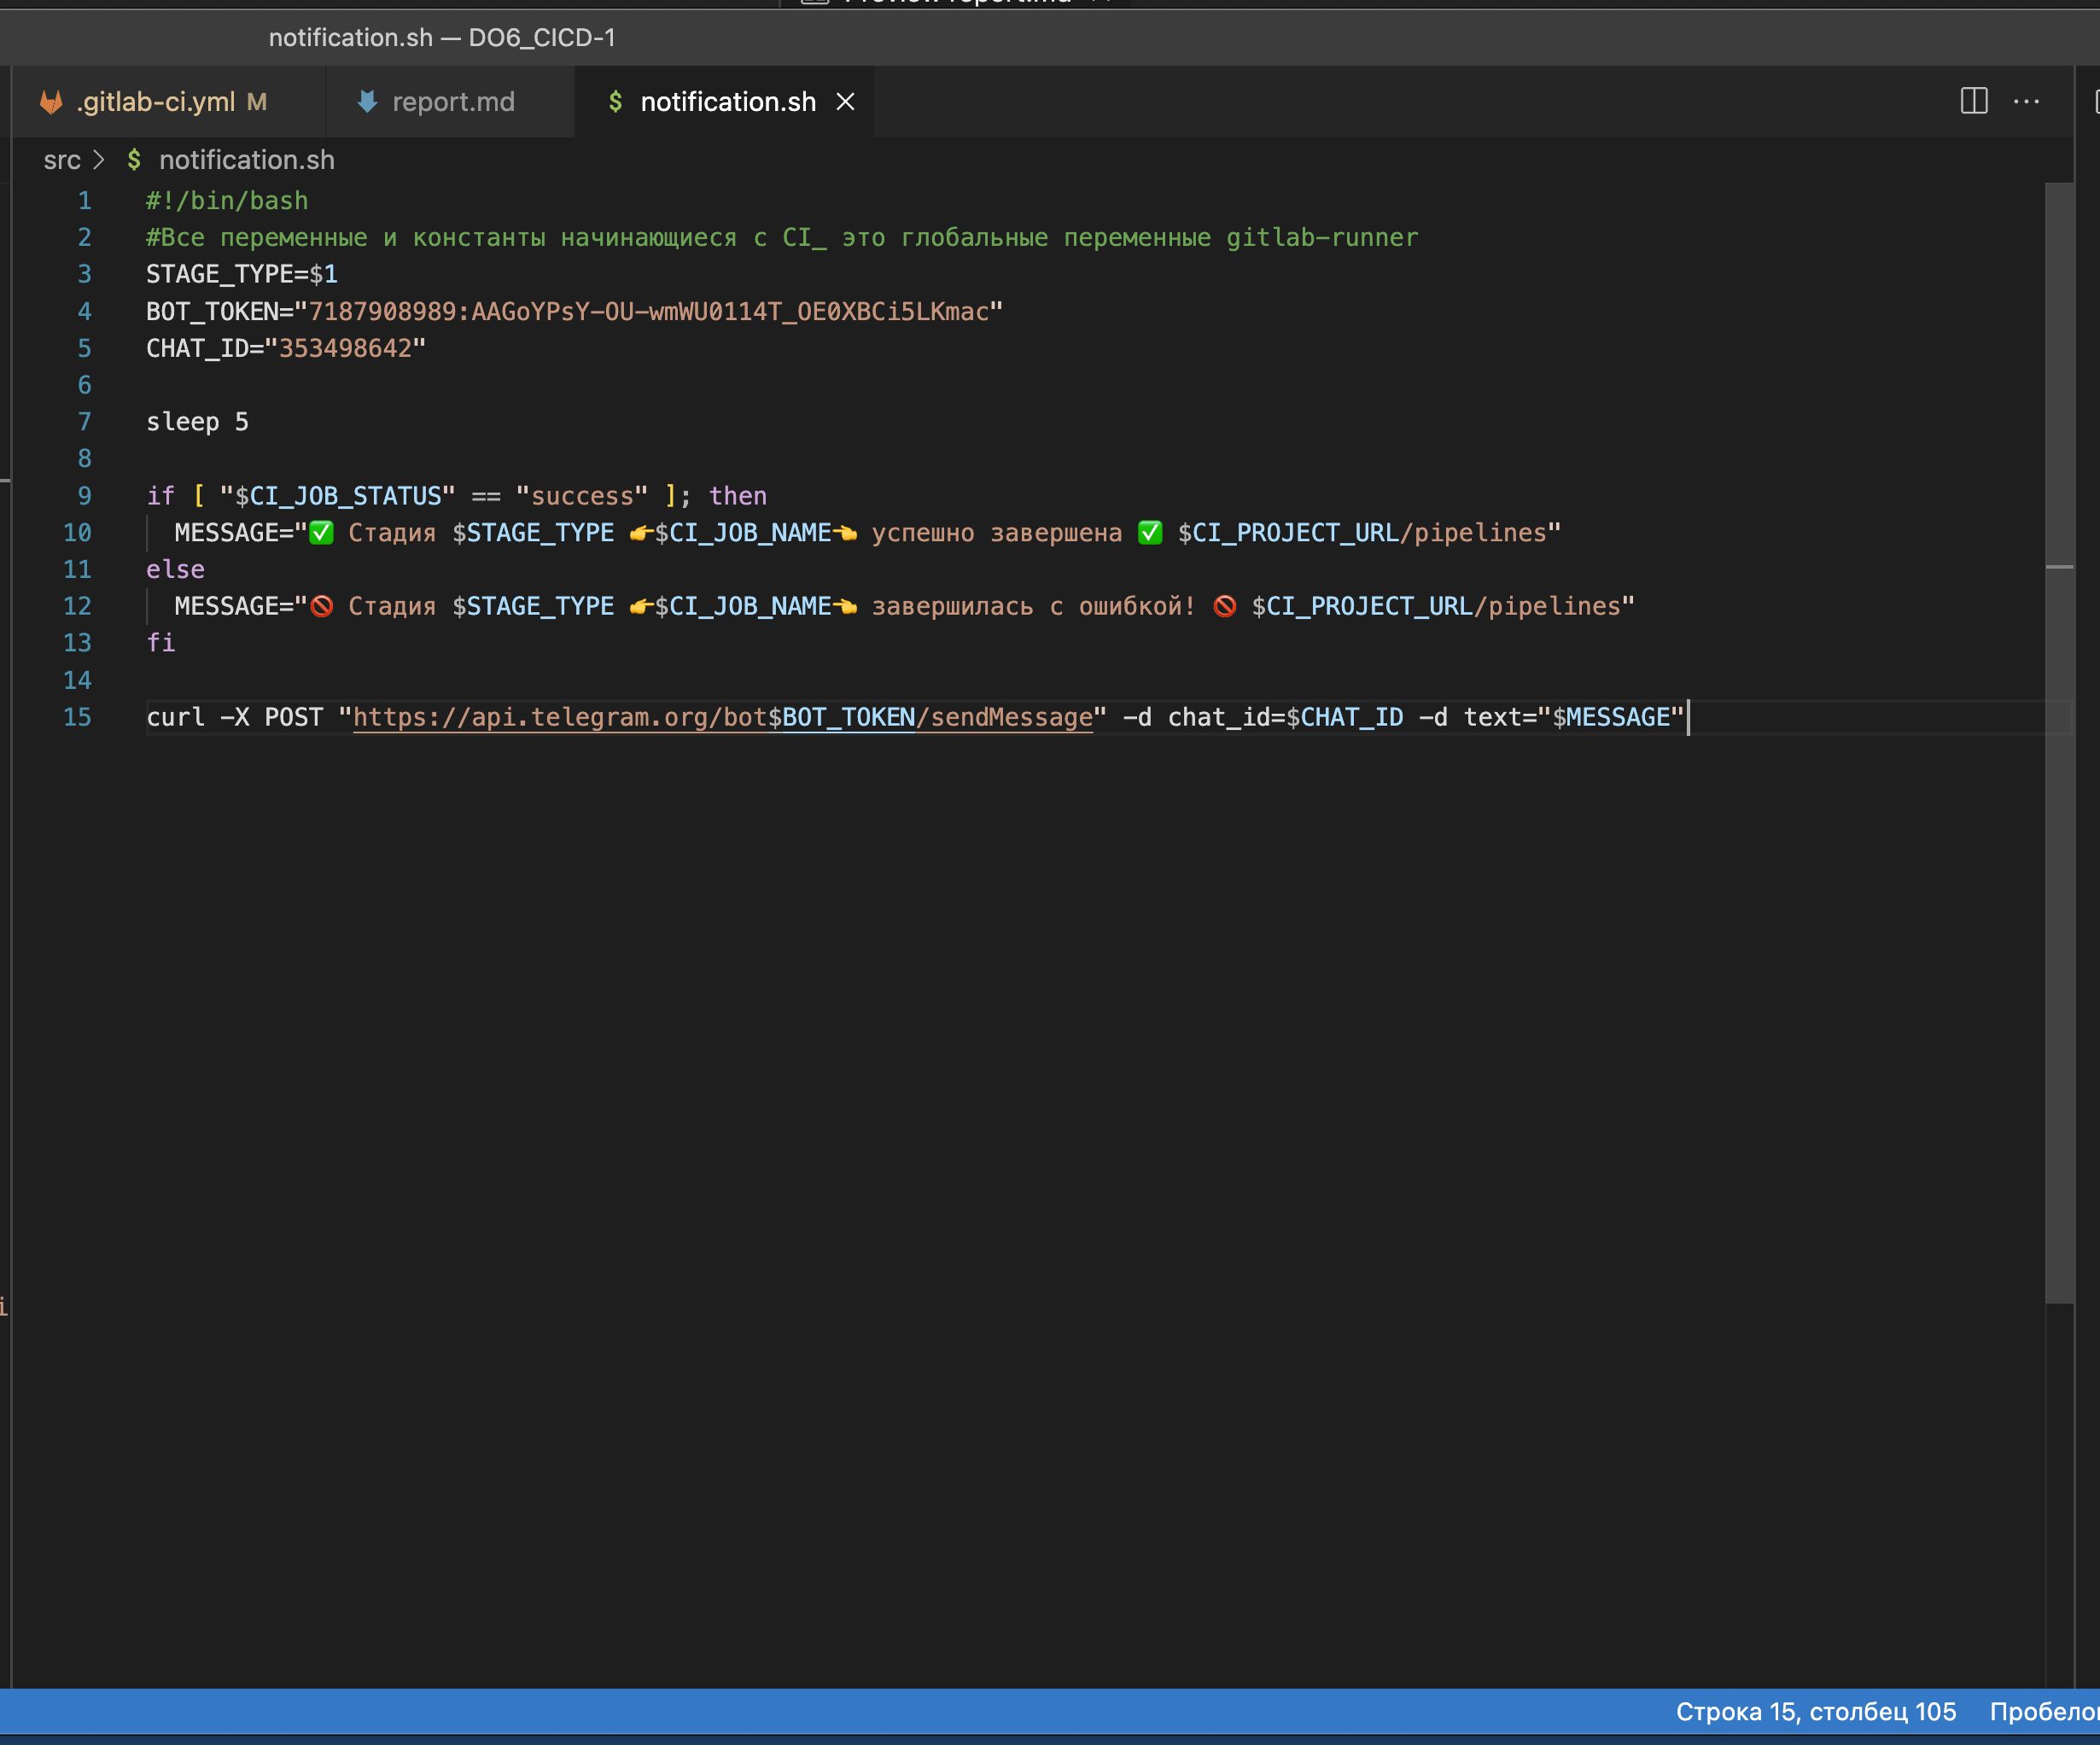 notification.sh — DO6_CICD-1
.gitlab-ci.yml M
report.md
$ notification.sh ×
src > $ notification.sh
1 #!/bin/bash
2 #Все переменные и константы начинающиеся с CI_ это глобальные переменные gitlab-runner
3 STAGE_TYPE=$1
4 BOT_TOKEN="7187908989:AAGoYPsY-OU-wmWU0114T_OE0XBCi5LKmac"
5 CHAT_ID="353498642"
6
7 sleep 5
8
9 if [ "$CI_JOB_STATUS" == "success" ]; then
10 MESSAGE="✅ Стадия $STAGE_TYPE 👉$CI_JOB_NAME👈 успешно завершена ✅ $CI_PROJECT_URL/pipelines"
11 else
12 MESSAGE="🚫 Стадия $STAGE_TYPE 👉$CI_JOB_NAME👈 завершилась с ошибкой! 🚫 $CI_PROJECT_URL/pipelines"
13 fi
14
15 curl -X POST "https://api.telegram.org/bot$BOT_TOKEN/sendMessage" -d chat_id=$CHAT_ID -d text="$MESSAGE"
Строка 15, столбец 105